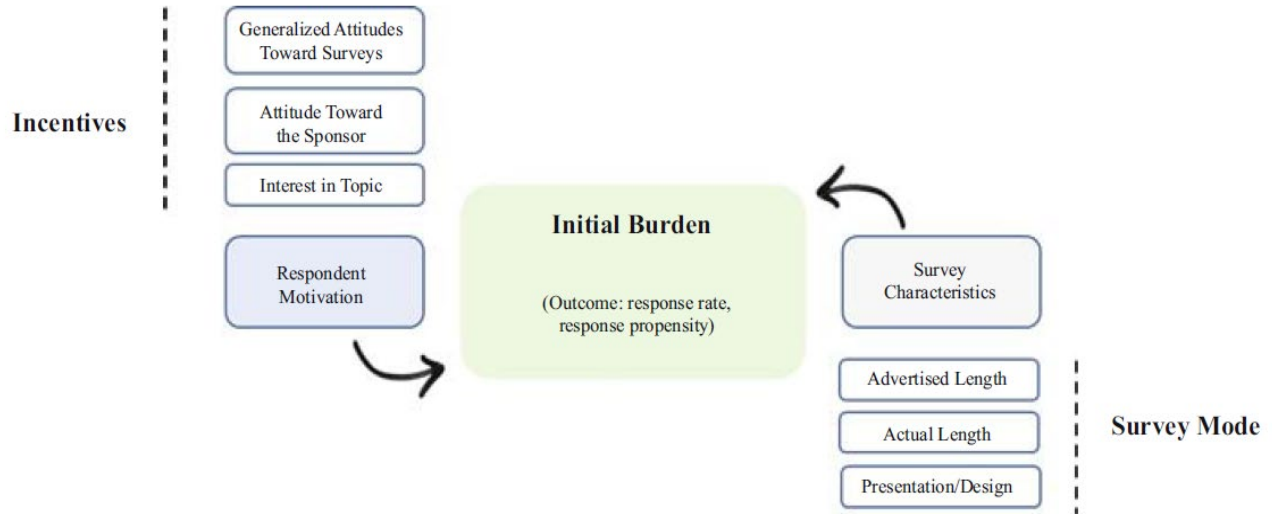 Incentives
Generalized Attitudes
Toward Surveys
Attitude Toward
the Sponsor
Interest in Topic
Respondent
Motivation
Initial Burden
(Outcome: response rate,
response propensity)
Survey
Characteristics
Advertised Length
Actual Length
Presentation/Design
Survey Mode